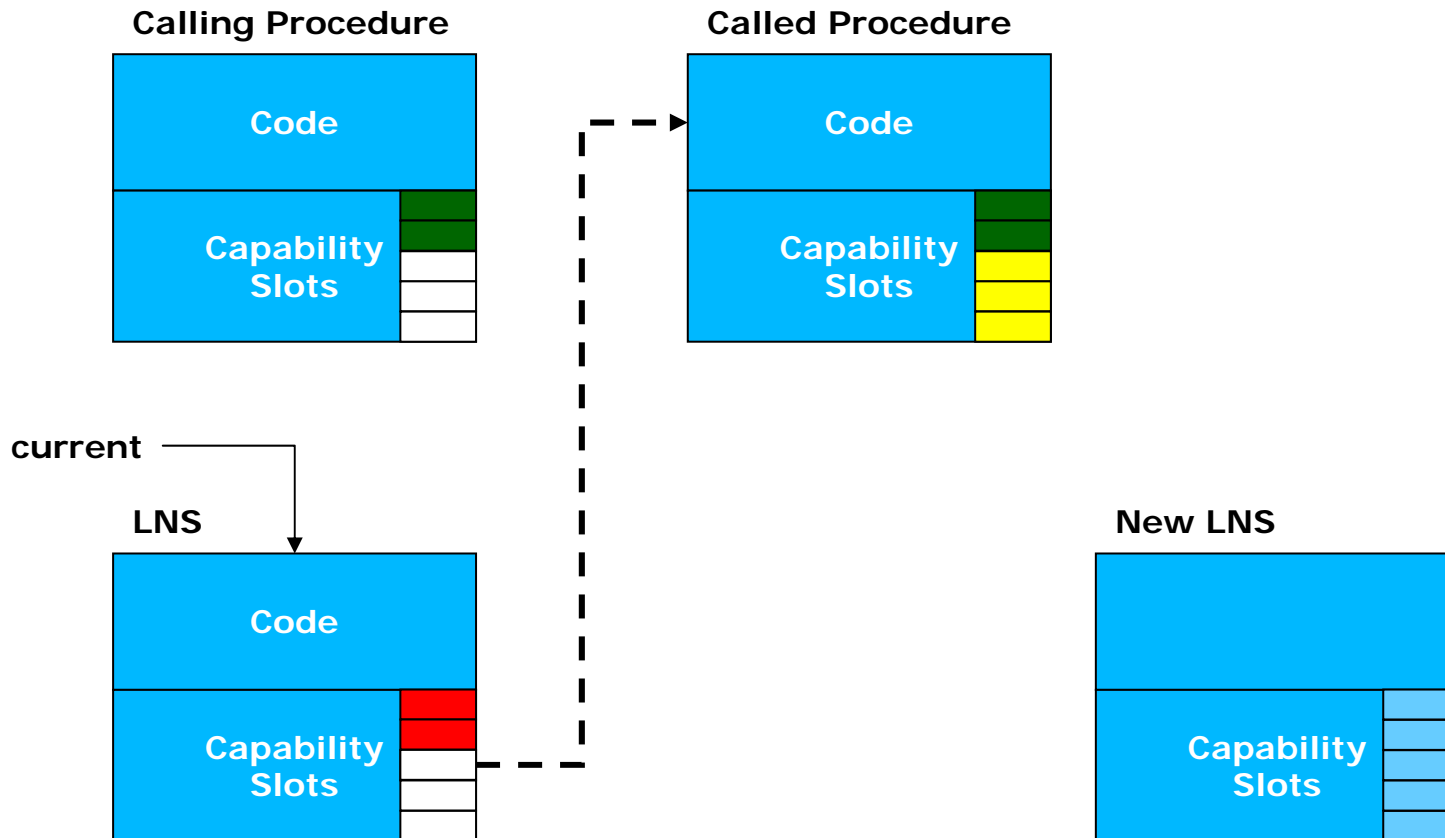 Calling Procedure
Called Procedure
Code
Code
Capability
Slots
Capability
Slots
current
LNS
New LNS
Code
Capability
Slots
Capability
Slots